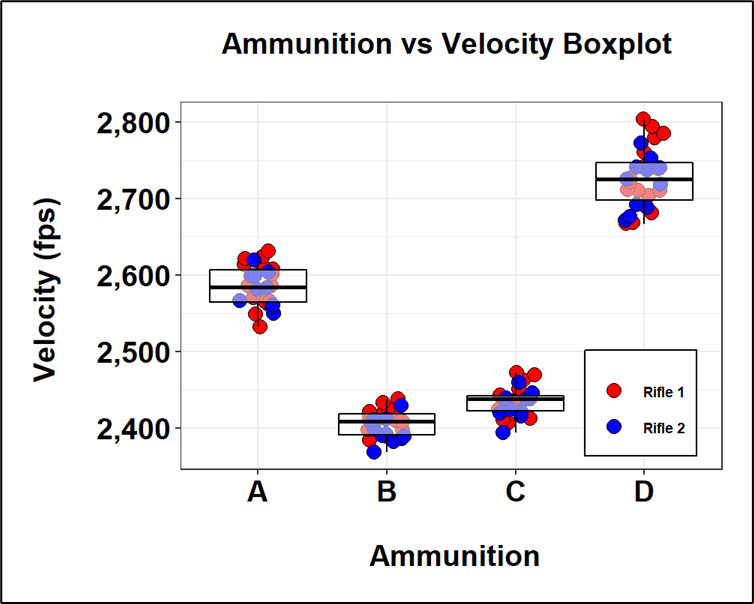 Ammunition vs Velocity Boxplot
2,800
2,700
2,600
2,500
2,400
Velocity (fps)
Rifle 1
Rifle 2
A B C D
Ammunition